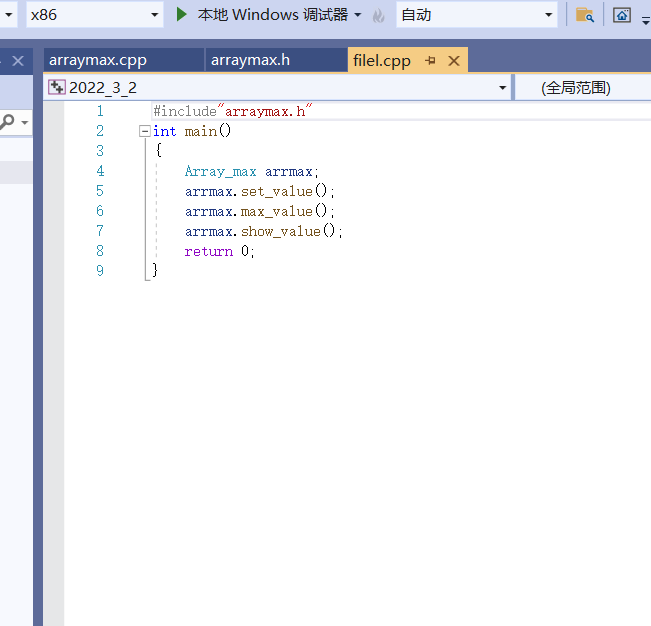 x86 本地 Windows 调试器 自动
arraymax.cpp arraymax.h fileI.cpp
2022_3_2 (全局范围)
1 #include"arraymax.h"
2 int main()
3 {
4 Array_max arrmax;
5 arrmax.set_value();
6 arrmax.max_value();
7 arrmax.show_value();
8 return 0;
9 }